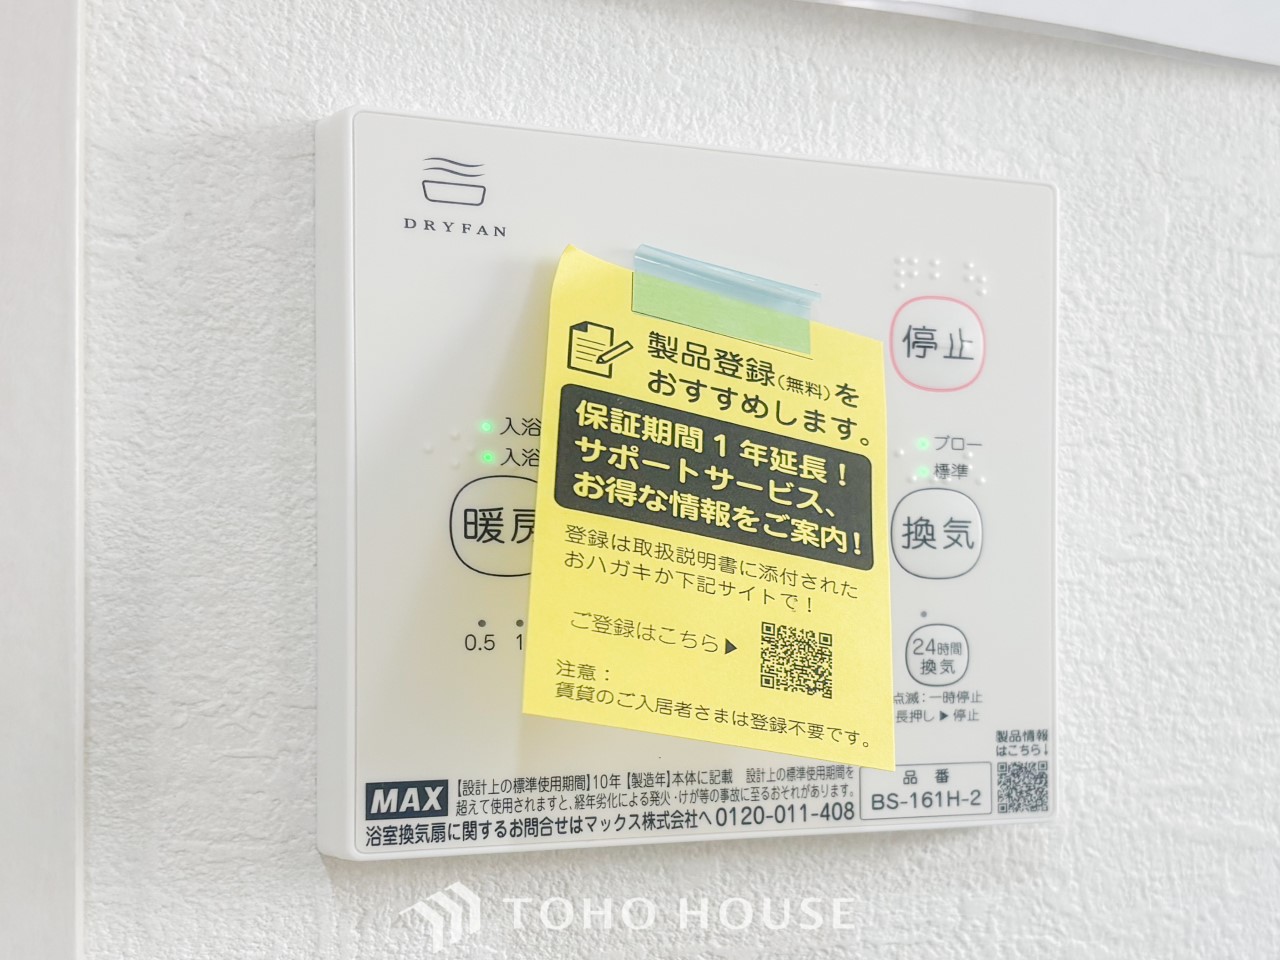 DRYFAN
停止
製品登録(無料)を
おすすめします。
保証期間1年延長!
サポートサービス、
お得な情報をご案内!
登録は取扱説明書に添付された
おハガキか下記サイトで!
ご登録はこちら▶
注意:
賃貸のご入居者さまは登録不要です。
入浴
入浴
暖房
0.5 1
ブロー
標準
換気
24時間
換気
点滅:一時停止
長押し▶停止
製品情報
はこちら↓
MAX
【設計上の標準使用期間】10年【製造年】本体に記載 設計上の標準使用期間を
超えて使用されますと、経年劣化による発火・けが等の事故に至るおそれがあります。
浴室換気扇に関するお問合せはマックス株式会社へ 0120-011-408
品番
BS-161H-2
TOHO HOUSE